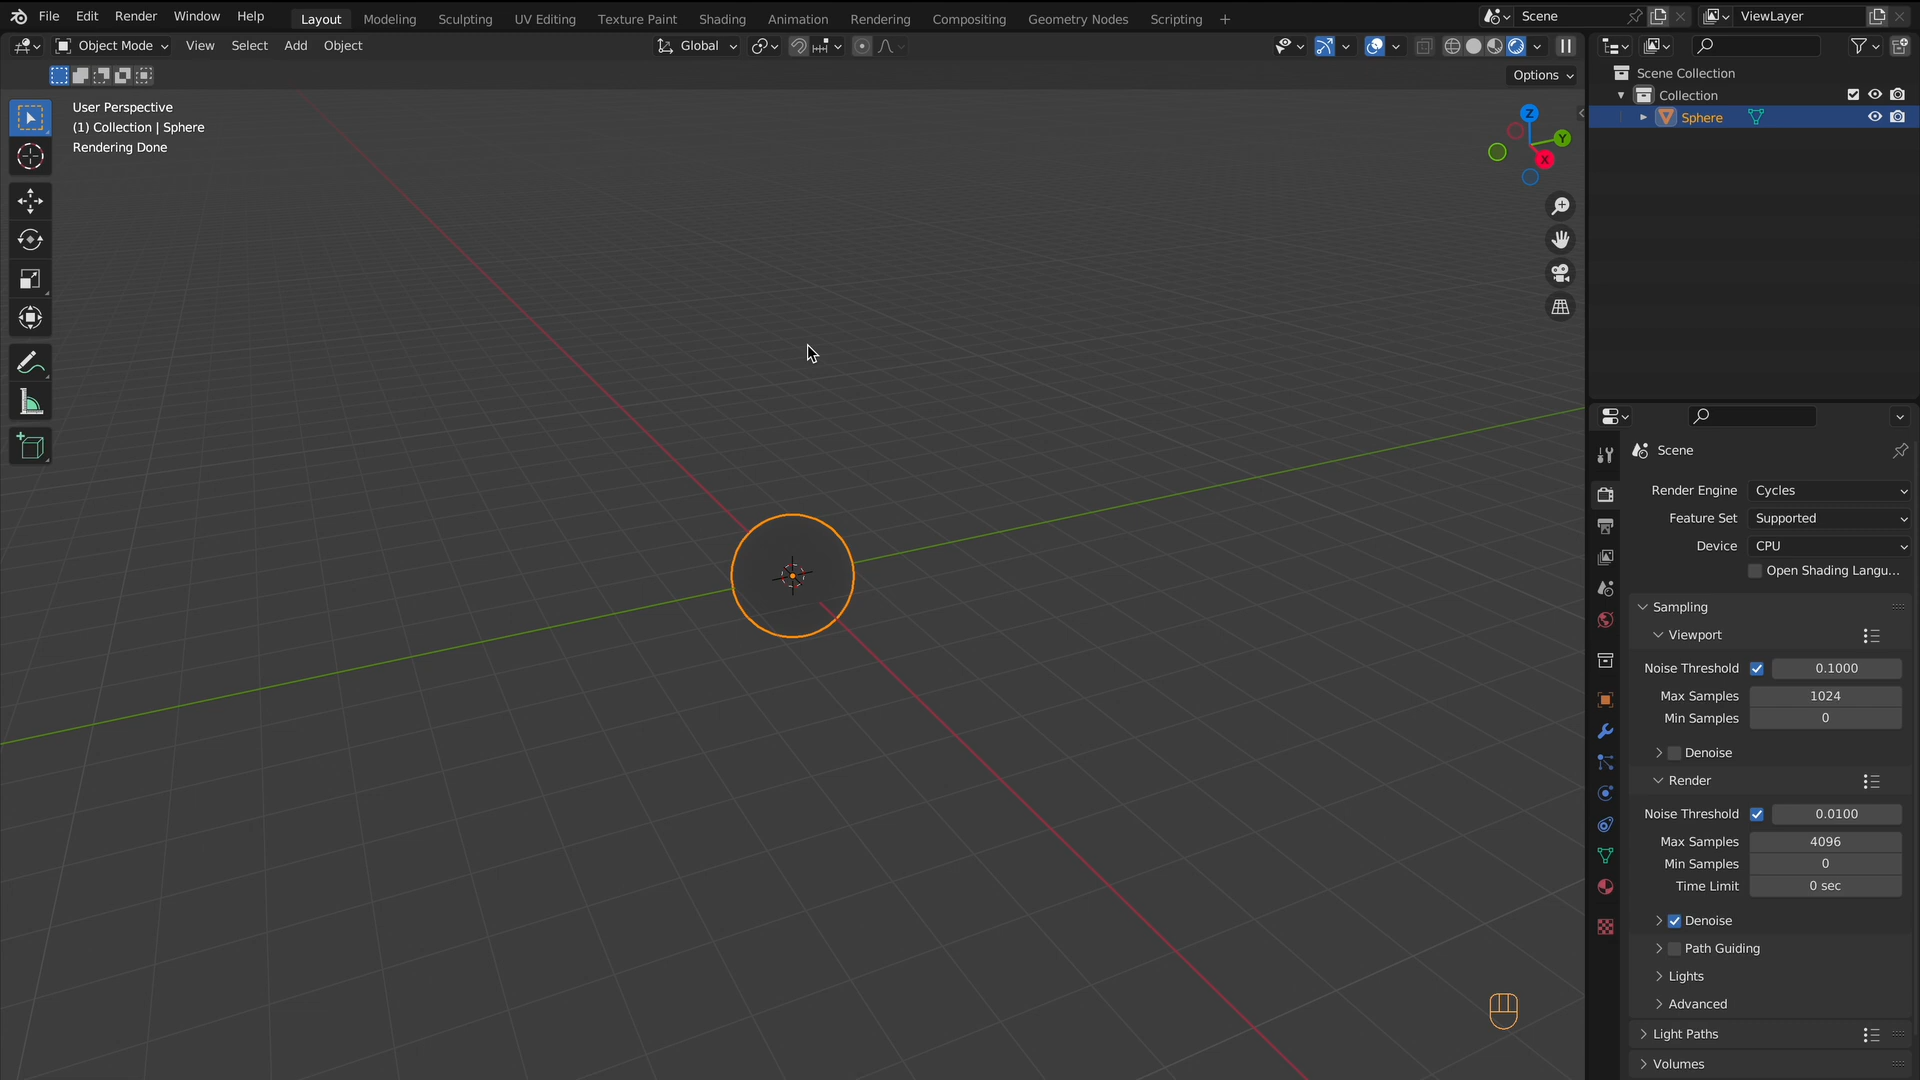 File Edit Render Window Help Layout Modeling Sculpting UV Editing Texture Paint Shading Animation Rendering Compositing Geometry Nodes Scripting + Scene ViewLayer
Object Mode View Select Add Object Global
Options
User Perspective
(1) Collection | Sphere
Rendering Done
Z
Y
X
Scene Collection
Collection
Sphere
Scene
Render Engine Cycles
Feature Set Supported
Device CPU
Open Shading Langu...
Sampling
Viewport
Noise Threshold 0.1000
Max Samples 1024
Min Samples 0
Denoise
Render
Noise Threshold 0.0100
Max Samples 4096
Min Samples 0
Time Limit 0 sec
Denoise
Path Guiding
Lights
Advanced
Light Paths
Volumes